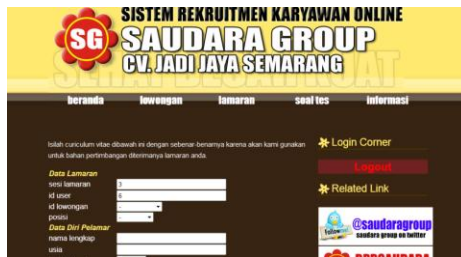 SISTEM REKRUITMEN KARYAWAN ONLINE
SG
SAUDARA GROUP
CV. JADI JAYA SEMARANG
beranda lowongan lamaran soal tes informasi
Isilah curiculum vitae dibawah ini dengan sebenar-benarnya karena akan kami gunakan
untuk bahan pertimbangan diterimanya lamaran anda.
Data Lamaran
sesi lamaran 3
id user 6
id lowongan -
posisi -
Data Diri Pelamar
nama lengkap
usia
Login Corner
Logout
Related Link
Follow
@saudaragroup
saudara group on twitter